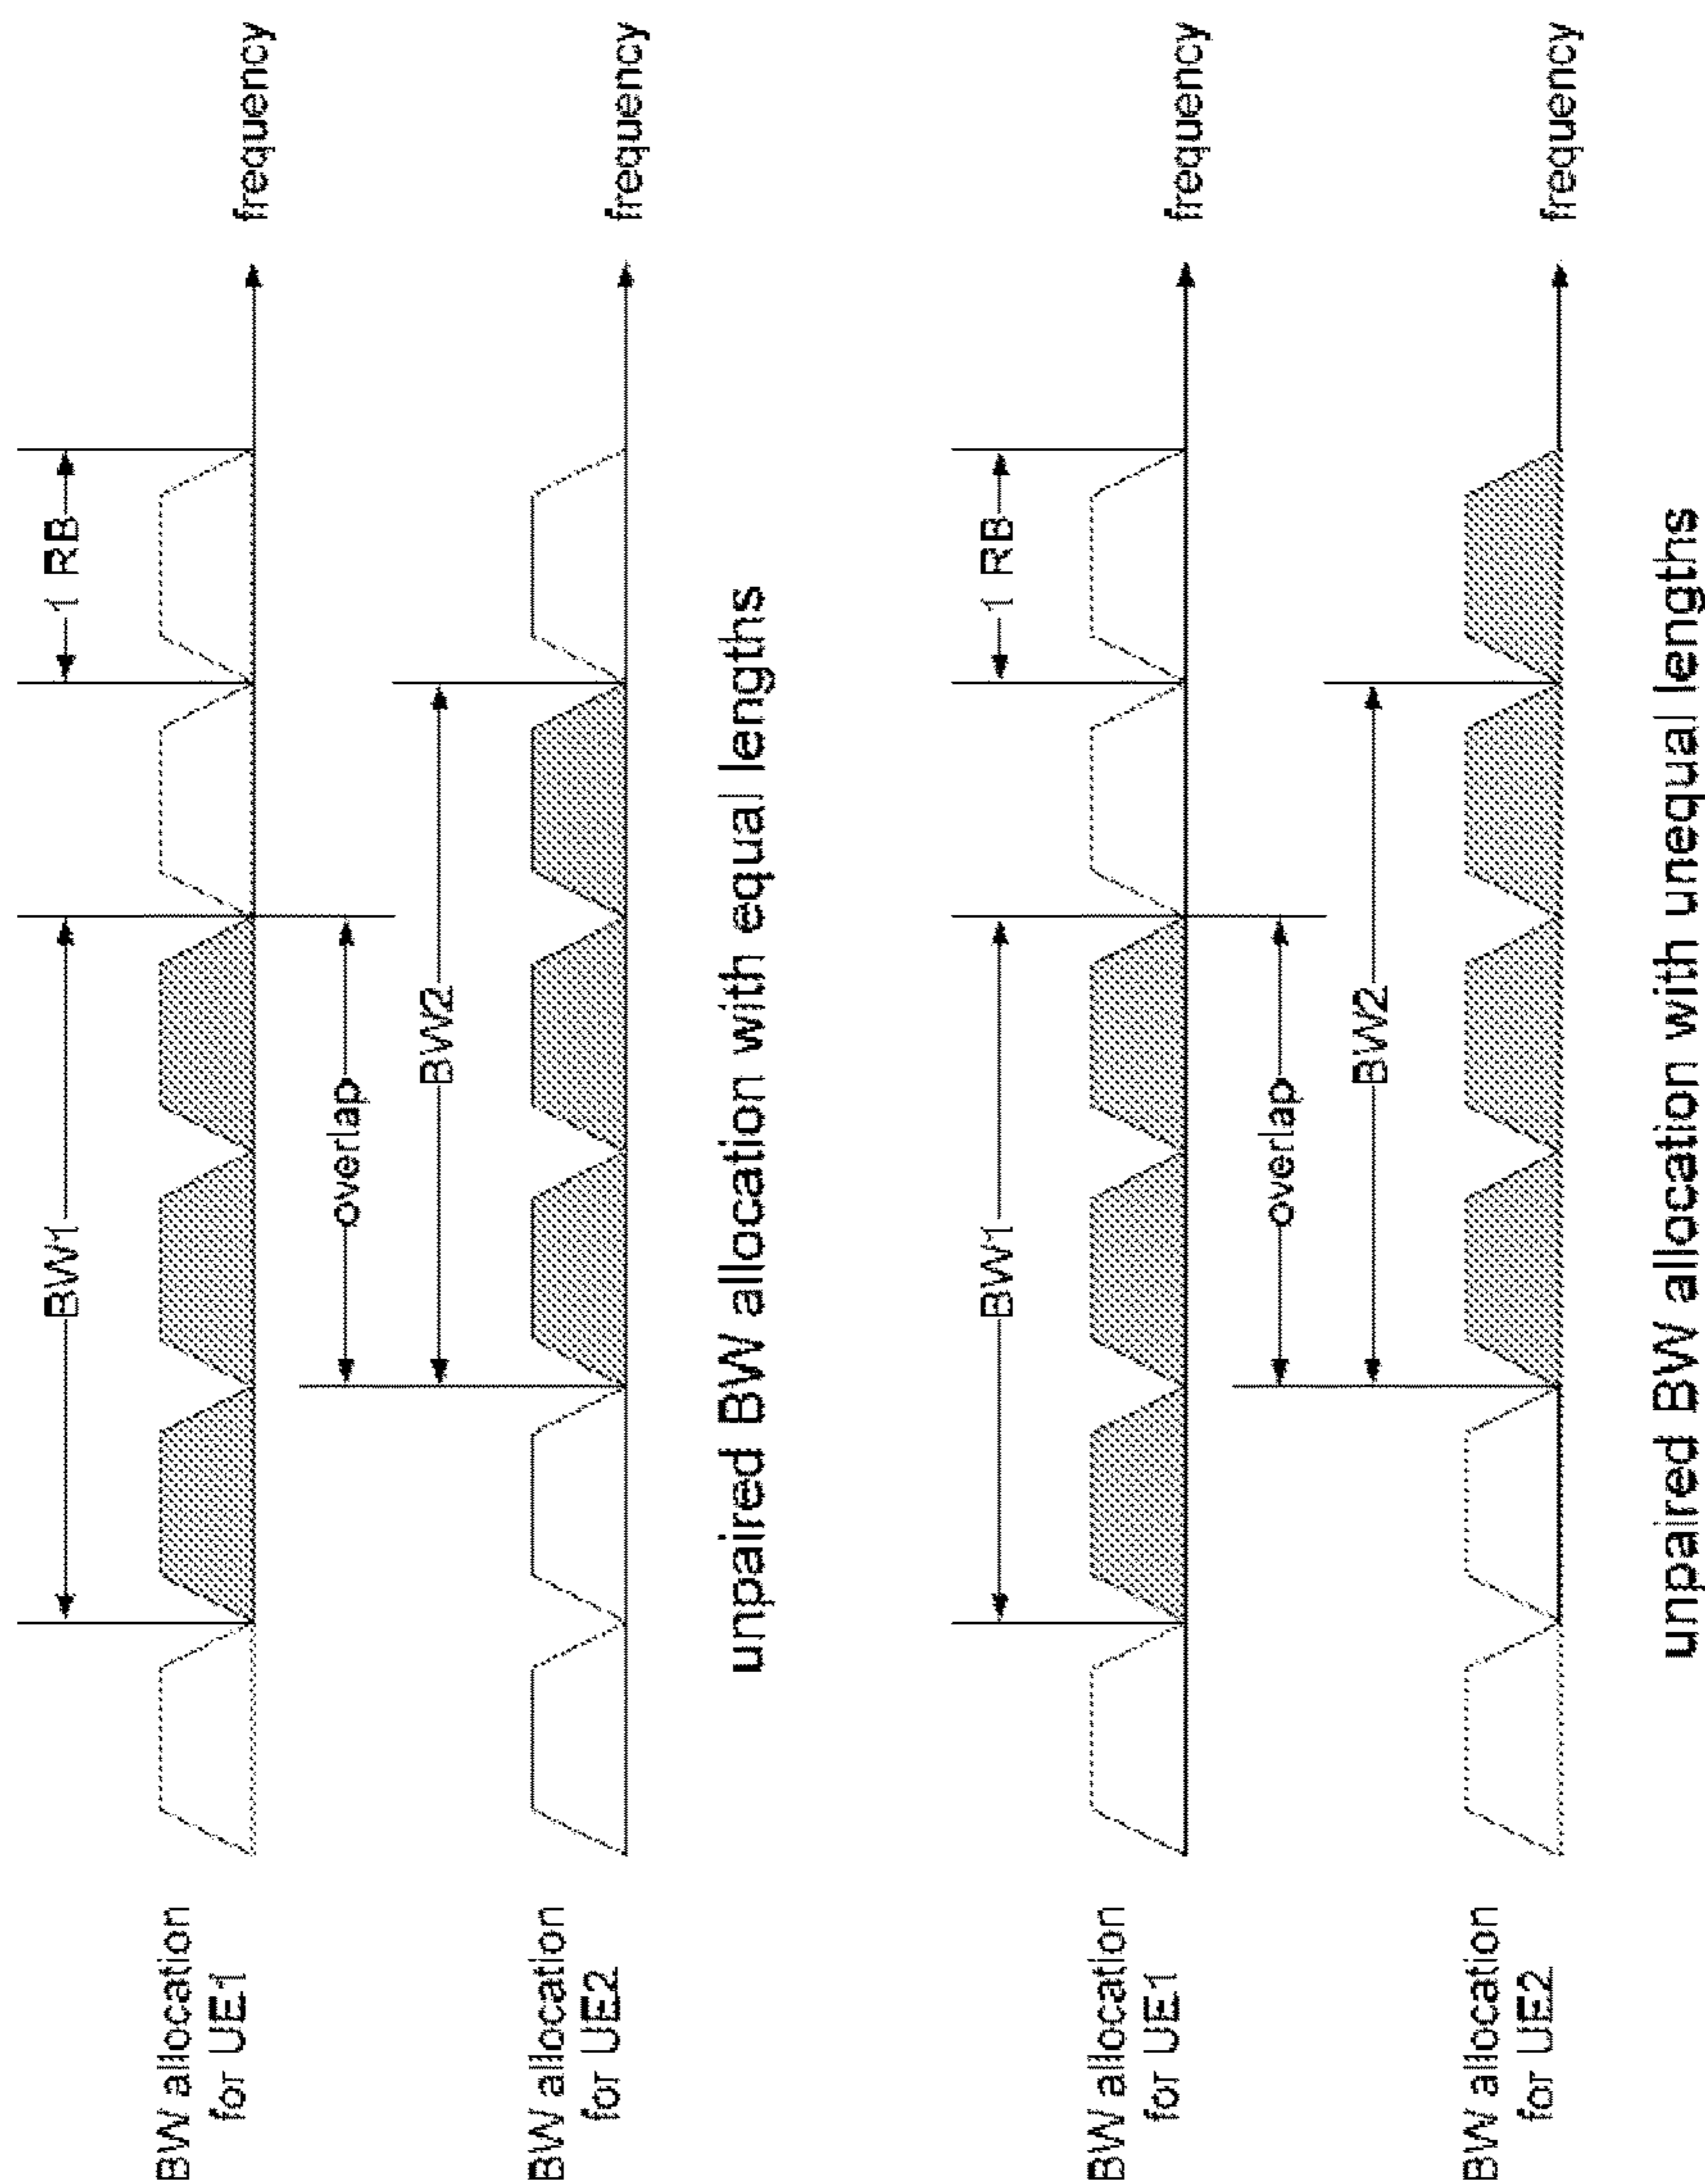 BW1
1 RB
BW allocation
for UE1
frequency
overlap
BW2
BW allocation
for UE2
frequency
unpaired BW allocation with equal lengths
BW1
1 RB
BW allocation
for UE1
frequency
overlap
BW2
BW allocation
for UE2
frequency
unpaired BW allocation with unequal lengths